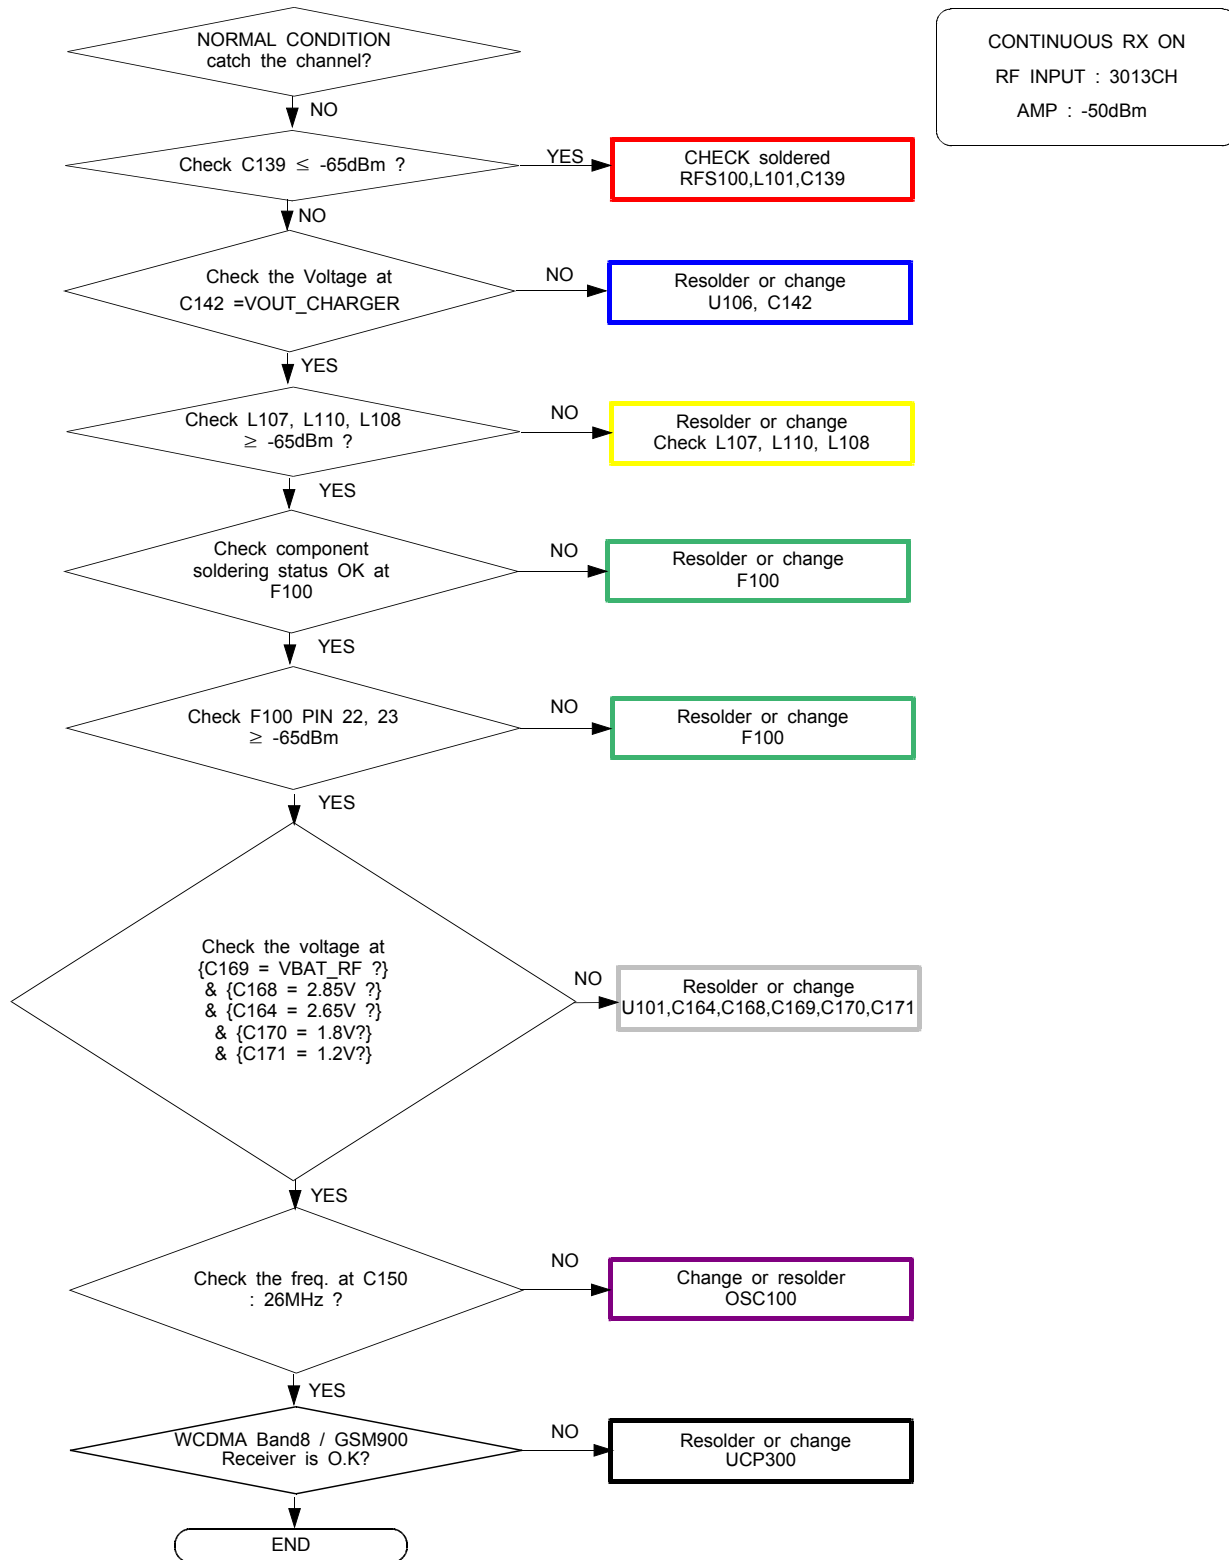 NORMAL CONDITION
catch the channel?
CONTINUOUS RX ON
RF INPUT : 3013CH
AMP : -50dBm
NO
Check C139 ≤ -65dBm ?
YES
CHECK soldered
RFS100,L101,C139
NO
Check the Voltage at
C142 =VOUT_CHARGER
NO
Resolder or change
U106, C142
YES
Check L107, L110, L108
≥ -65dBm ?
NO
Resolder or change
Check L107, L110, L108
YES
Check component
soldering status OK at
F100
NO
Resolder or change
F100
YES
Check F100 PIN 22, 23
≥ -65dBm
NO
Resolder or change
F100
YES
Check the voltage at
{C169 = VBAT_RF ?}
& {C168 = 2.85V ?}
& {C164 = 2.65V ?}
& {C170 = 1.8V?}
& {C171 = 1.2V?}
NO
Resolder or change
U101,C164,C168,C169,C170,C171
YES
Check the freq. at C150
: 26MHz ?
NO
Change or resolder
OSC100
YES
WCDMA Band8 / GSM900
Receiver is O.K?
NO
Resolder or change
UCP300
END